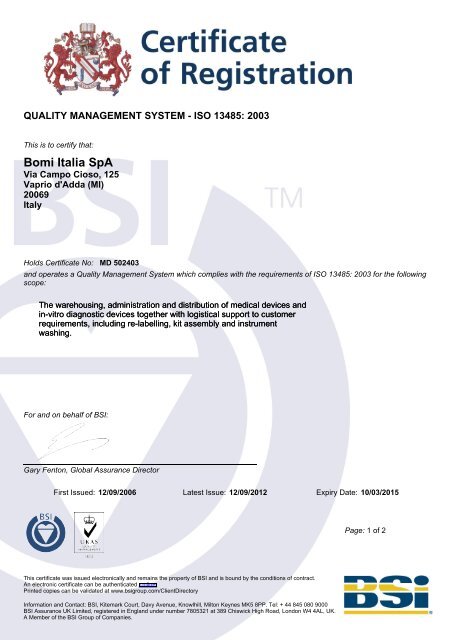 Certificate
of Registration
QUALITY MANAGEMENT SYSTEM - ISO 13485: 2003
This is to certify that:
Bomi Italia SpA
Via Campo Cioso, 125
Vaprio d'Adda (MI)
20069
Italy
BSI
TM
Holds Certificate No: MD 502403
and operates a Quality Management System which complies with the requirements of ISO 13485: 2003 for the following
scope:
The warehousing, administration and distribution of medical devices and
in-vitro diagnostic devices together with logistical support to customer
requirements, including re-labelling, kit assembly and instrument
washing.
For and on behalf of BSI:
Gary Fenton, Global Assurance Director
First Issued: 12/09/2006 Latest Issue: 12/09/2012 Expiry Date: 10/03/2015
BSI
UKAS
Page: 1 of 2
This certificate was issued electronically and remains the property of BSI and is bound by the conditions of contract.
An electronic certificate can be authenticated
Printed copies can be validated at www.bsigroup.com/ClientDirectory
Information and Contact: BSI, Kitemark Court, Davy Avenue, Knowlhill, Milton Keynes MK5 8PP. Tel: + 44 845 080 9000
BSI Assurance UK Limited, registered in England under number 7805321 at 389 Chiswick High Road, London W4 4AL, UK.
A Member of the BSI Group of Companies.
BSi